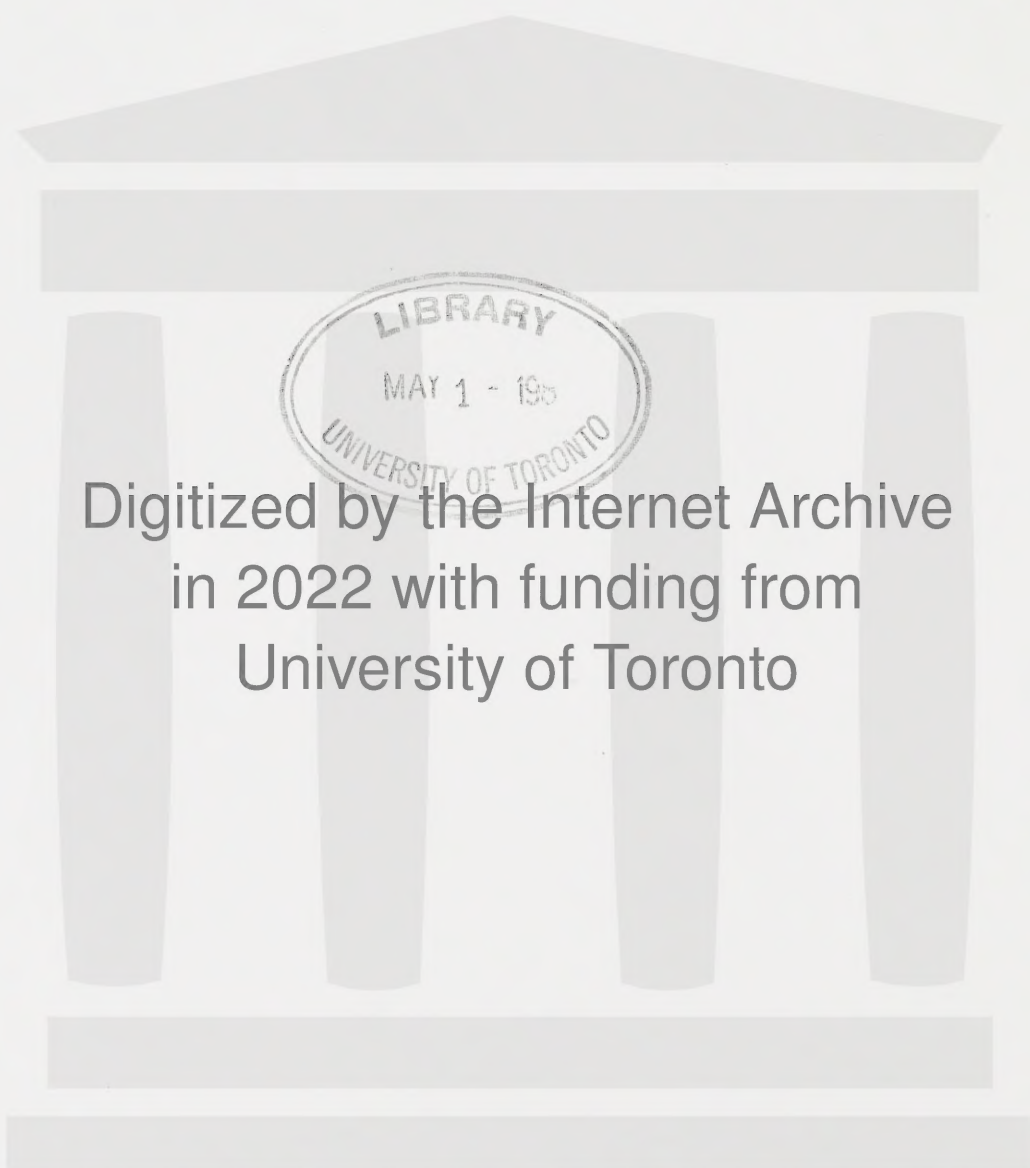 LIBRARY
MAY 1 - 195
UNIVERSITY OF TORONTO
Digitized by the Internet Archive
in 2022 with funding from
University of Toronto